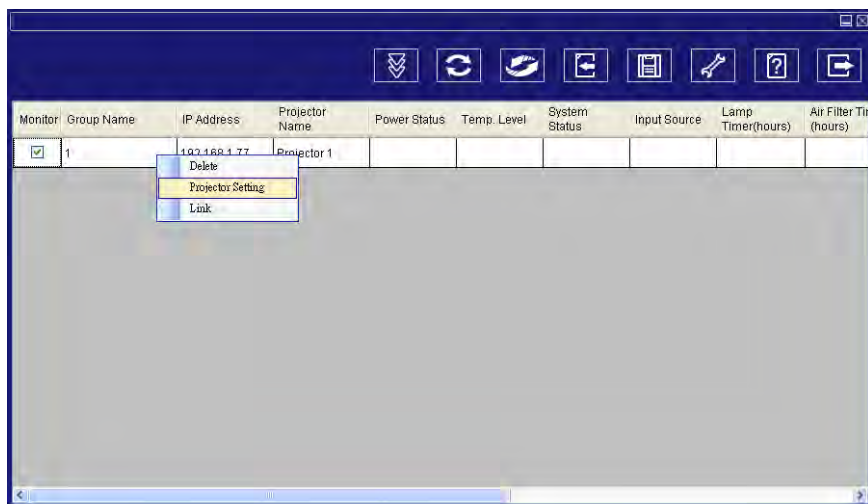 Monitor Group Name IP Address Projector Name Power Status Temp. Level System Status Input Source Lamp Timer(hours) Air Filter (hours)
1 192.168.1.77 Projector 1
Delete
Projector Setting
Link